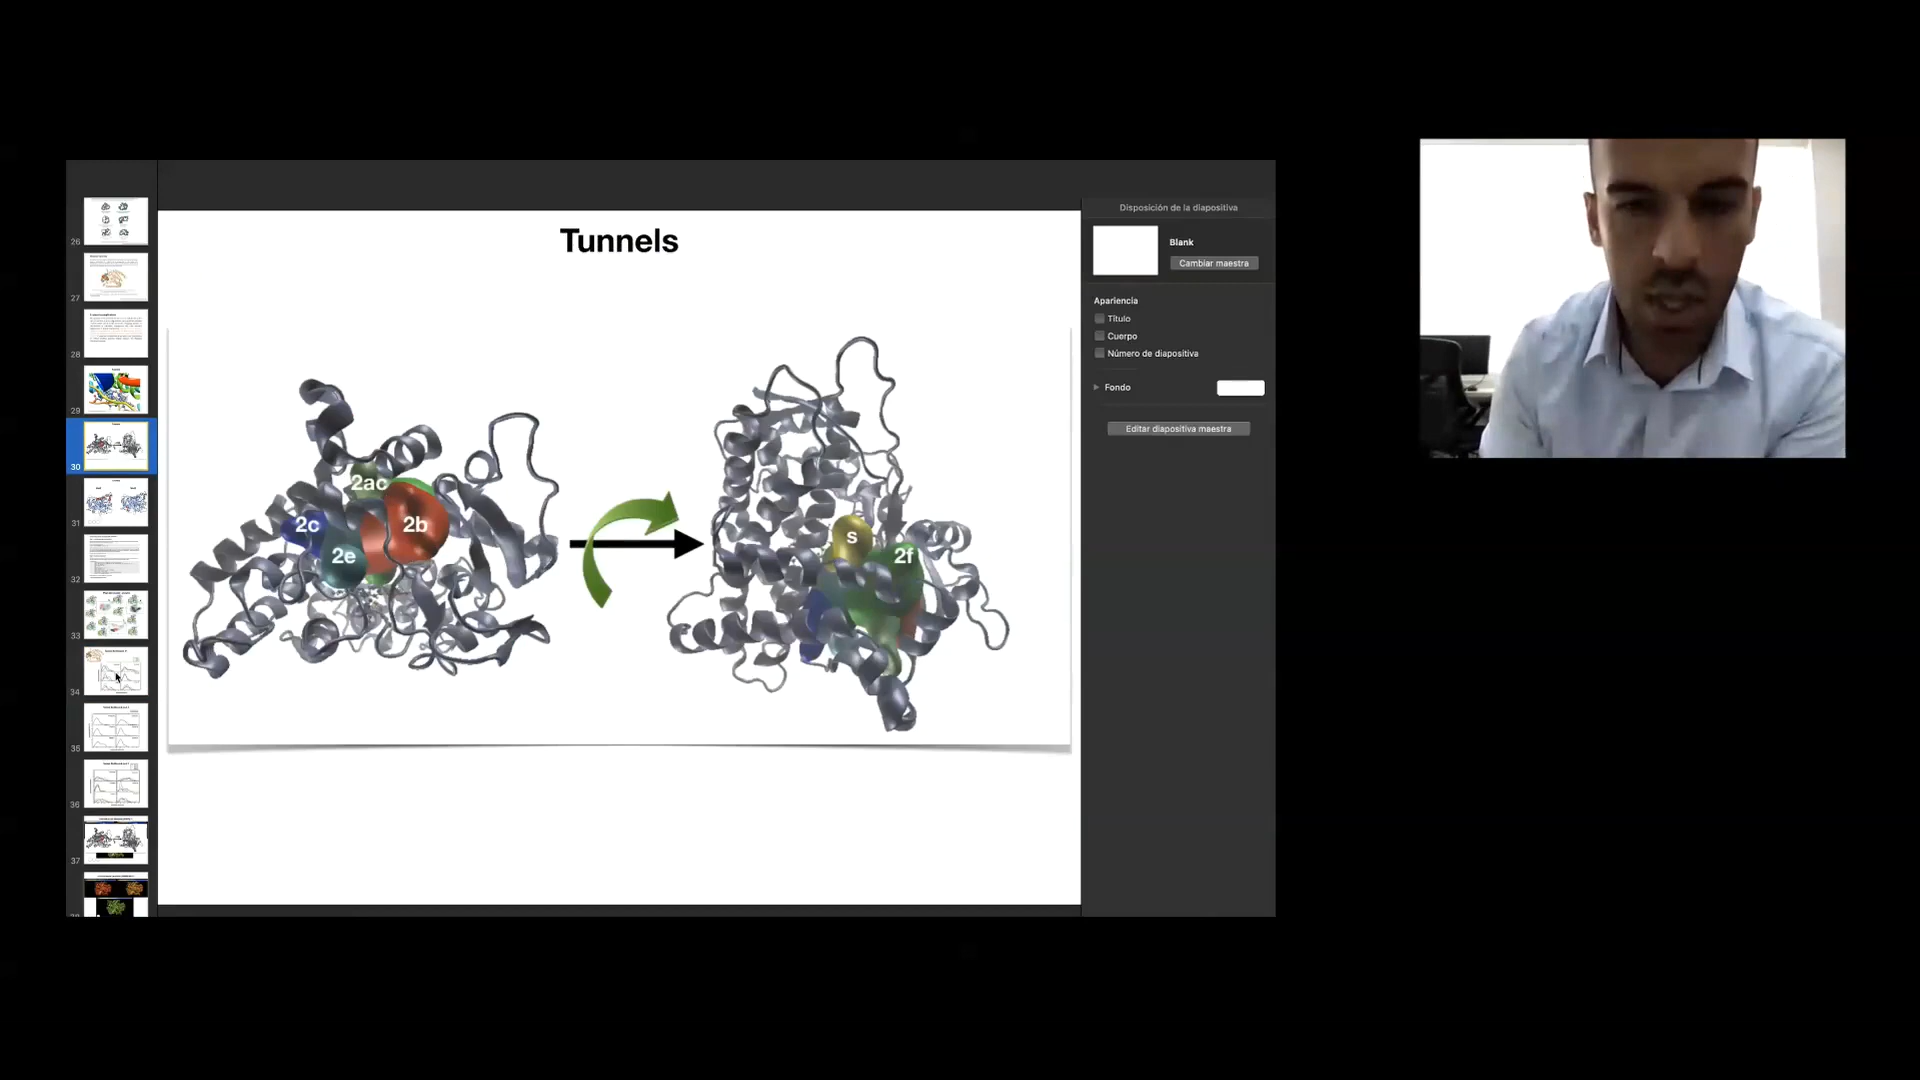 26
27
28
29
30
31
32
33
34
35
36
37
Tunnels
2ac
2c
2b
2e
s
2f
Disposición de la diapositiva
Blank
Cambiar maestra
Apariencia
Título
Cuerpo
Número de diapositiva
Fondo
Editar diapositiva maestra